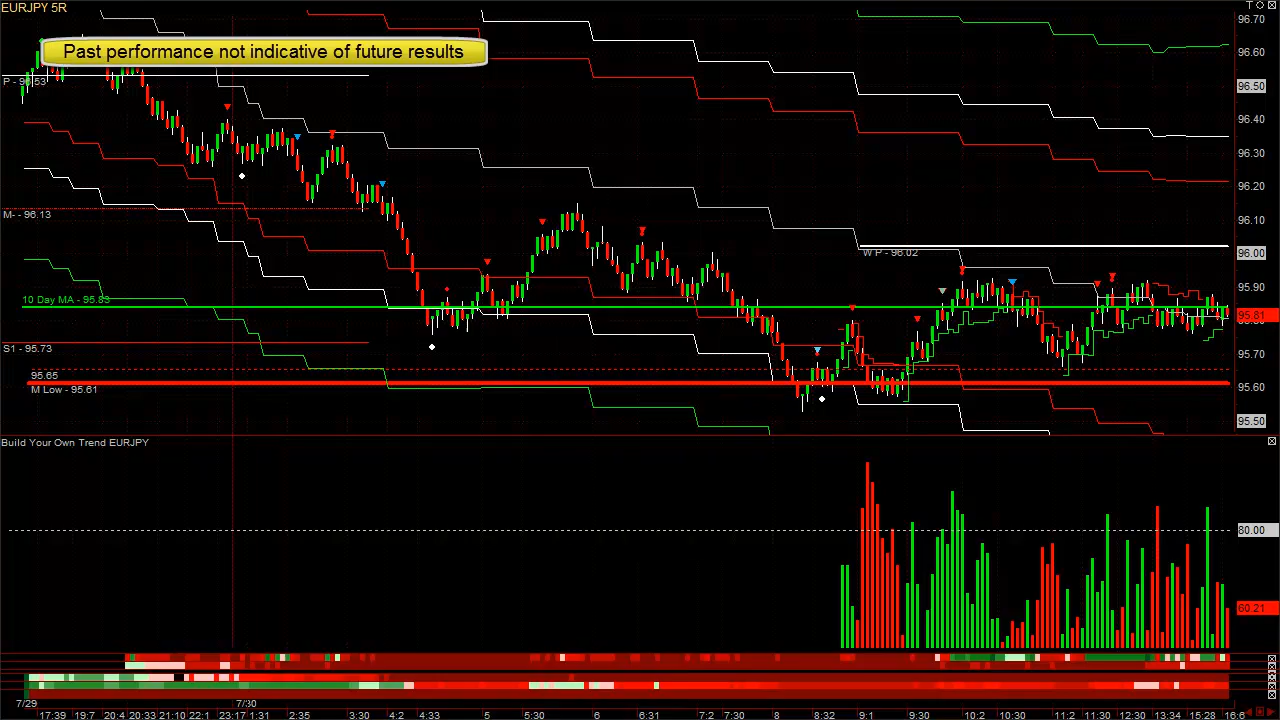 EURJPY 5R
Past performance not indicative of future results
P - 96.53
M- - 96.13
10 Day MA - 95.83
S1 - 95.73
95.65
M Low - 95.61
W P - 96.02
96.70
96.60
96.50
96.40
96.30
96.20
96.10
96.00
95.90
95.81
95.70
95.60
95.50
Build Your Own Trend EURJPY
80.00
60.21
7/29 7/30
17:39 19:7 20:4 20:33 21:10 22:1 23:17 1:31 2:35 3:30 4:2 4:33 5 5:30 6 6:31 7:2 7:30 8 8:32 9:1 9:30 10:2 10:30 11:2 11:30 12:30 13:34 15:28